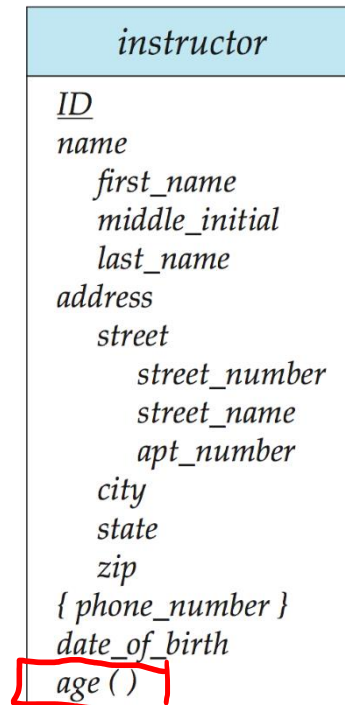 instructor
ID
name
first_name
middle_initial
last_name
address
street
street_number
street_name
apt_number
city
state
zip
{ phone_number }
date_of_birth
age ( )